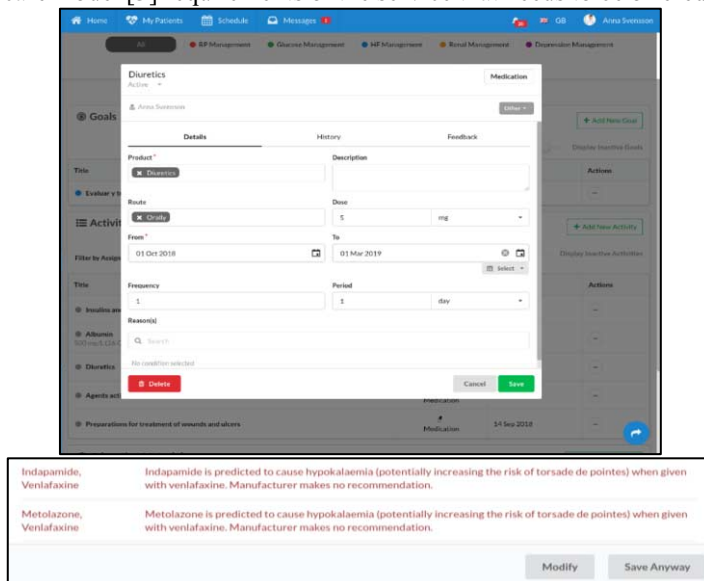 Home My Patients Schedule Messages GB Anna Svensson
All BP Management Glucose Management HF Management Renal Management Depression Management
Diuretics Medication
Active
Anna Svensson Other
Goals + Add New Goal
Details History Feedback
Display Inactive Goals
Product* Description
Title Actions
Diuretics
Route Dose
Orally 5 mg
+ Add New Activity
From* To
01 Oct 2018 01 Mar 2019
Display Inactive Activities
Select
Title Frequency Period Actions
1 1 day
Reason(s)
Albumin
Search
Diuretics No condition selected
Delete Cancel Save
Medication
Preparations for treatment of wounds and ulcers 14 Sep 2018
Medication
Indapamide, Indapamide is predicted to cause hypokalaemia (potentially increasing the risk of torsade de pointes) when given
Venlafaxine with venlafaxine. Manufacturer makes no recommendation.
Metolazone, Metolazone is predicted to cause hypokalaemia (potentially increasing the risk of torsade de pointes) when given
Venlafaxine with venlafaxine. Manufacturer makes no recommendation.
Modify Save Anyway